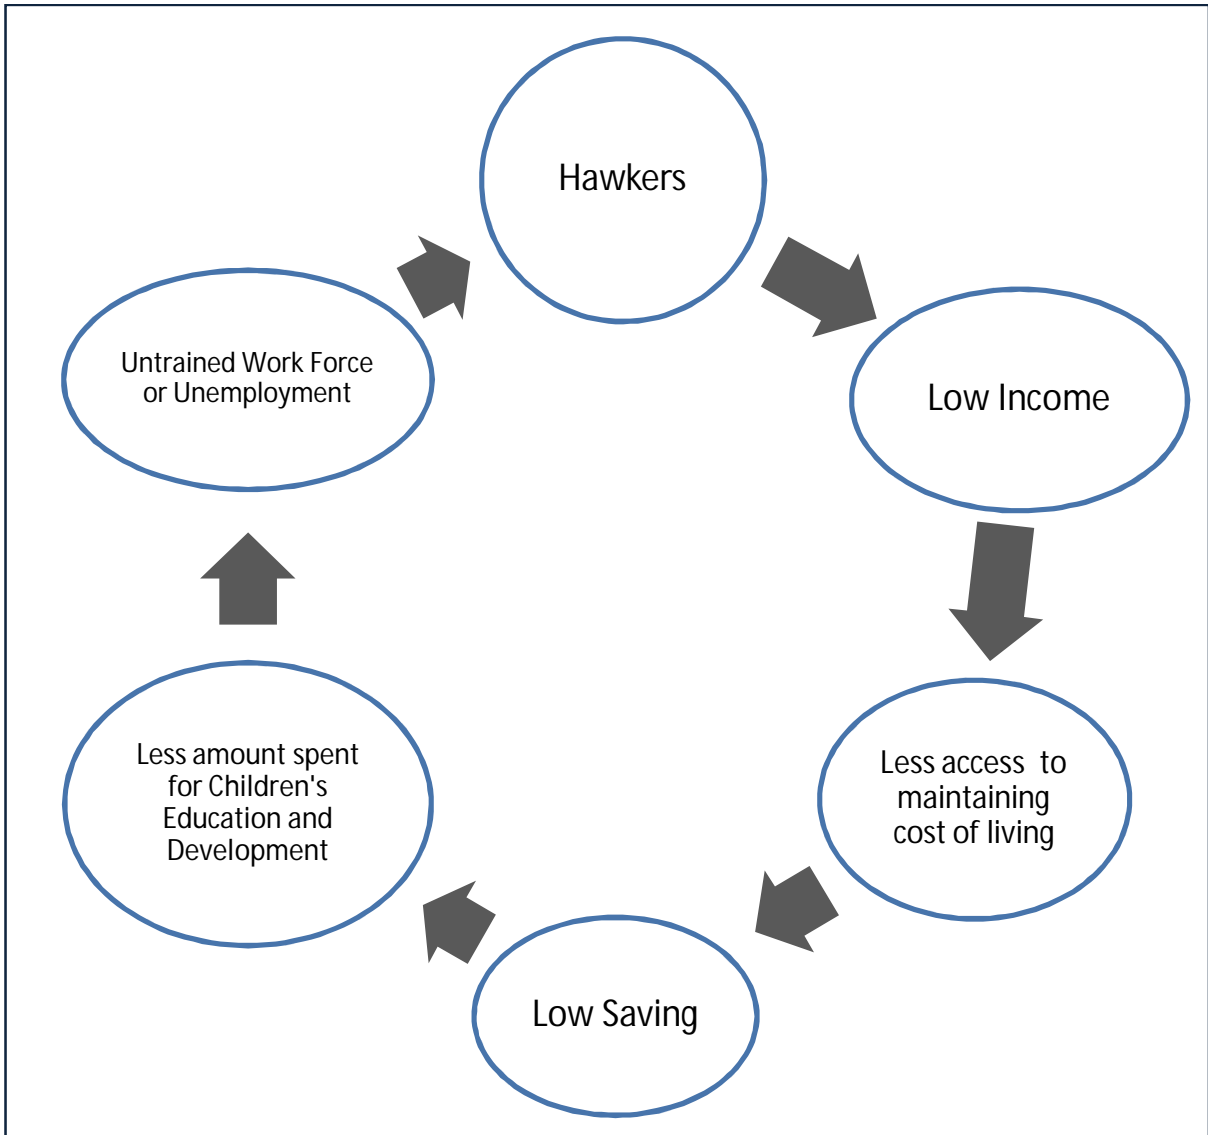 Hawkers
Low Income
Less access  to
maintaining
cost of living
Low Saving
Less amount spent
for Children's
Education and
Development
Untrained Work Force
or Unemployment